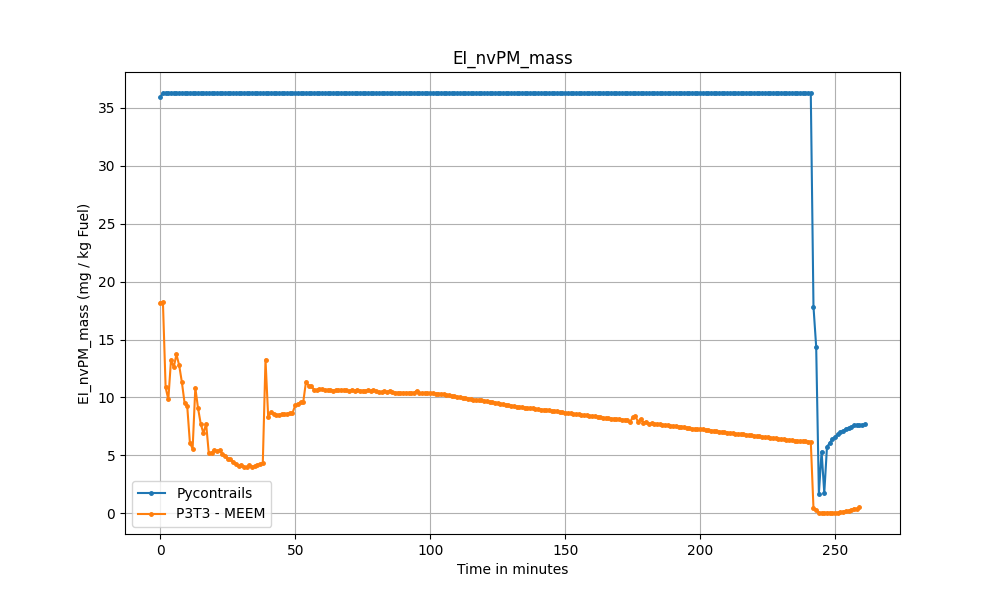 EI_nvPM_mass
EI_nvPM_mass (mg / kg Fuel)
35
30
25
20
15
10
5
0
Pycontrails
P3T3 - MEEM
0 50 100 150 200 250
Time in minutes